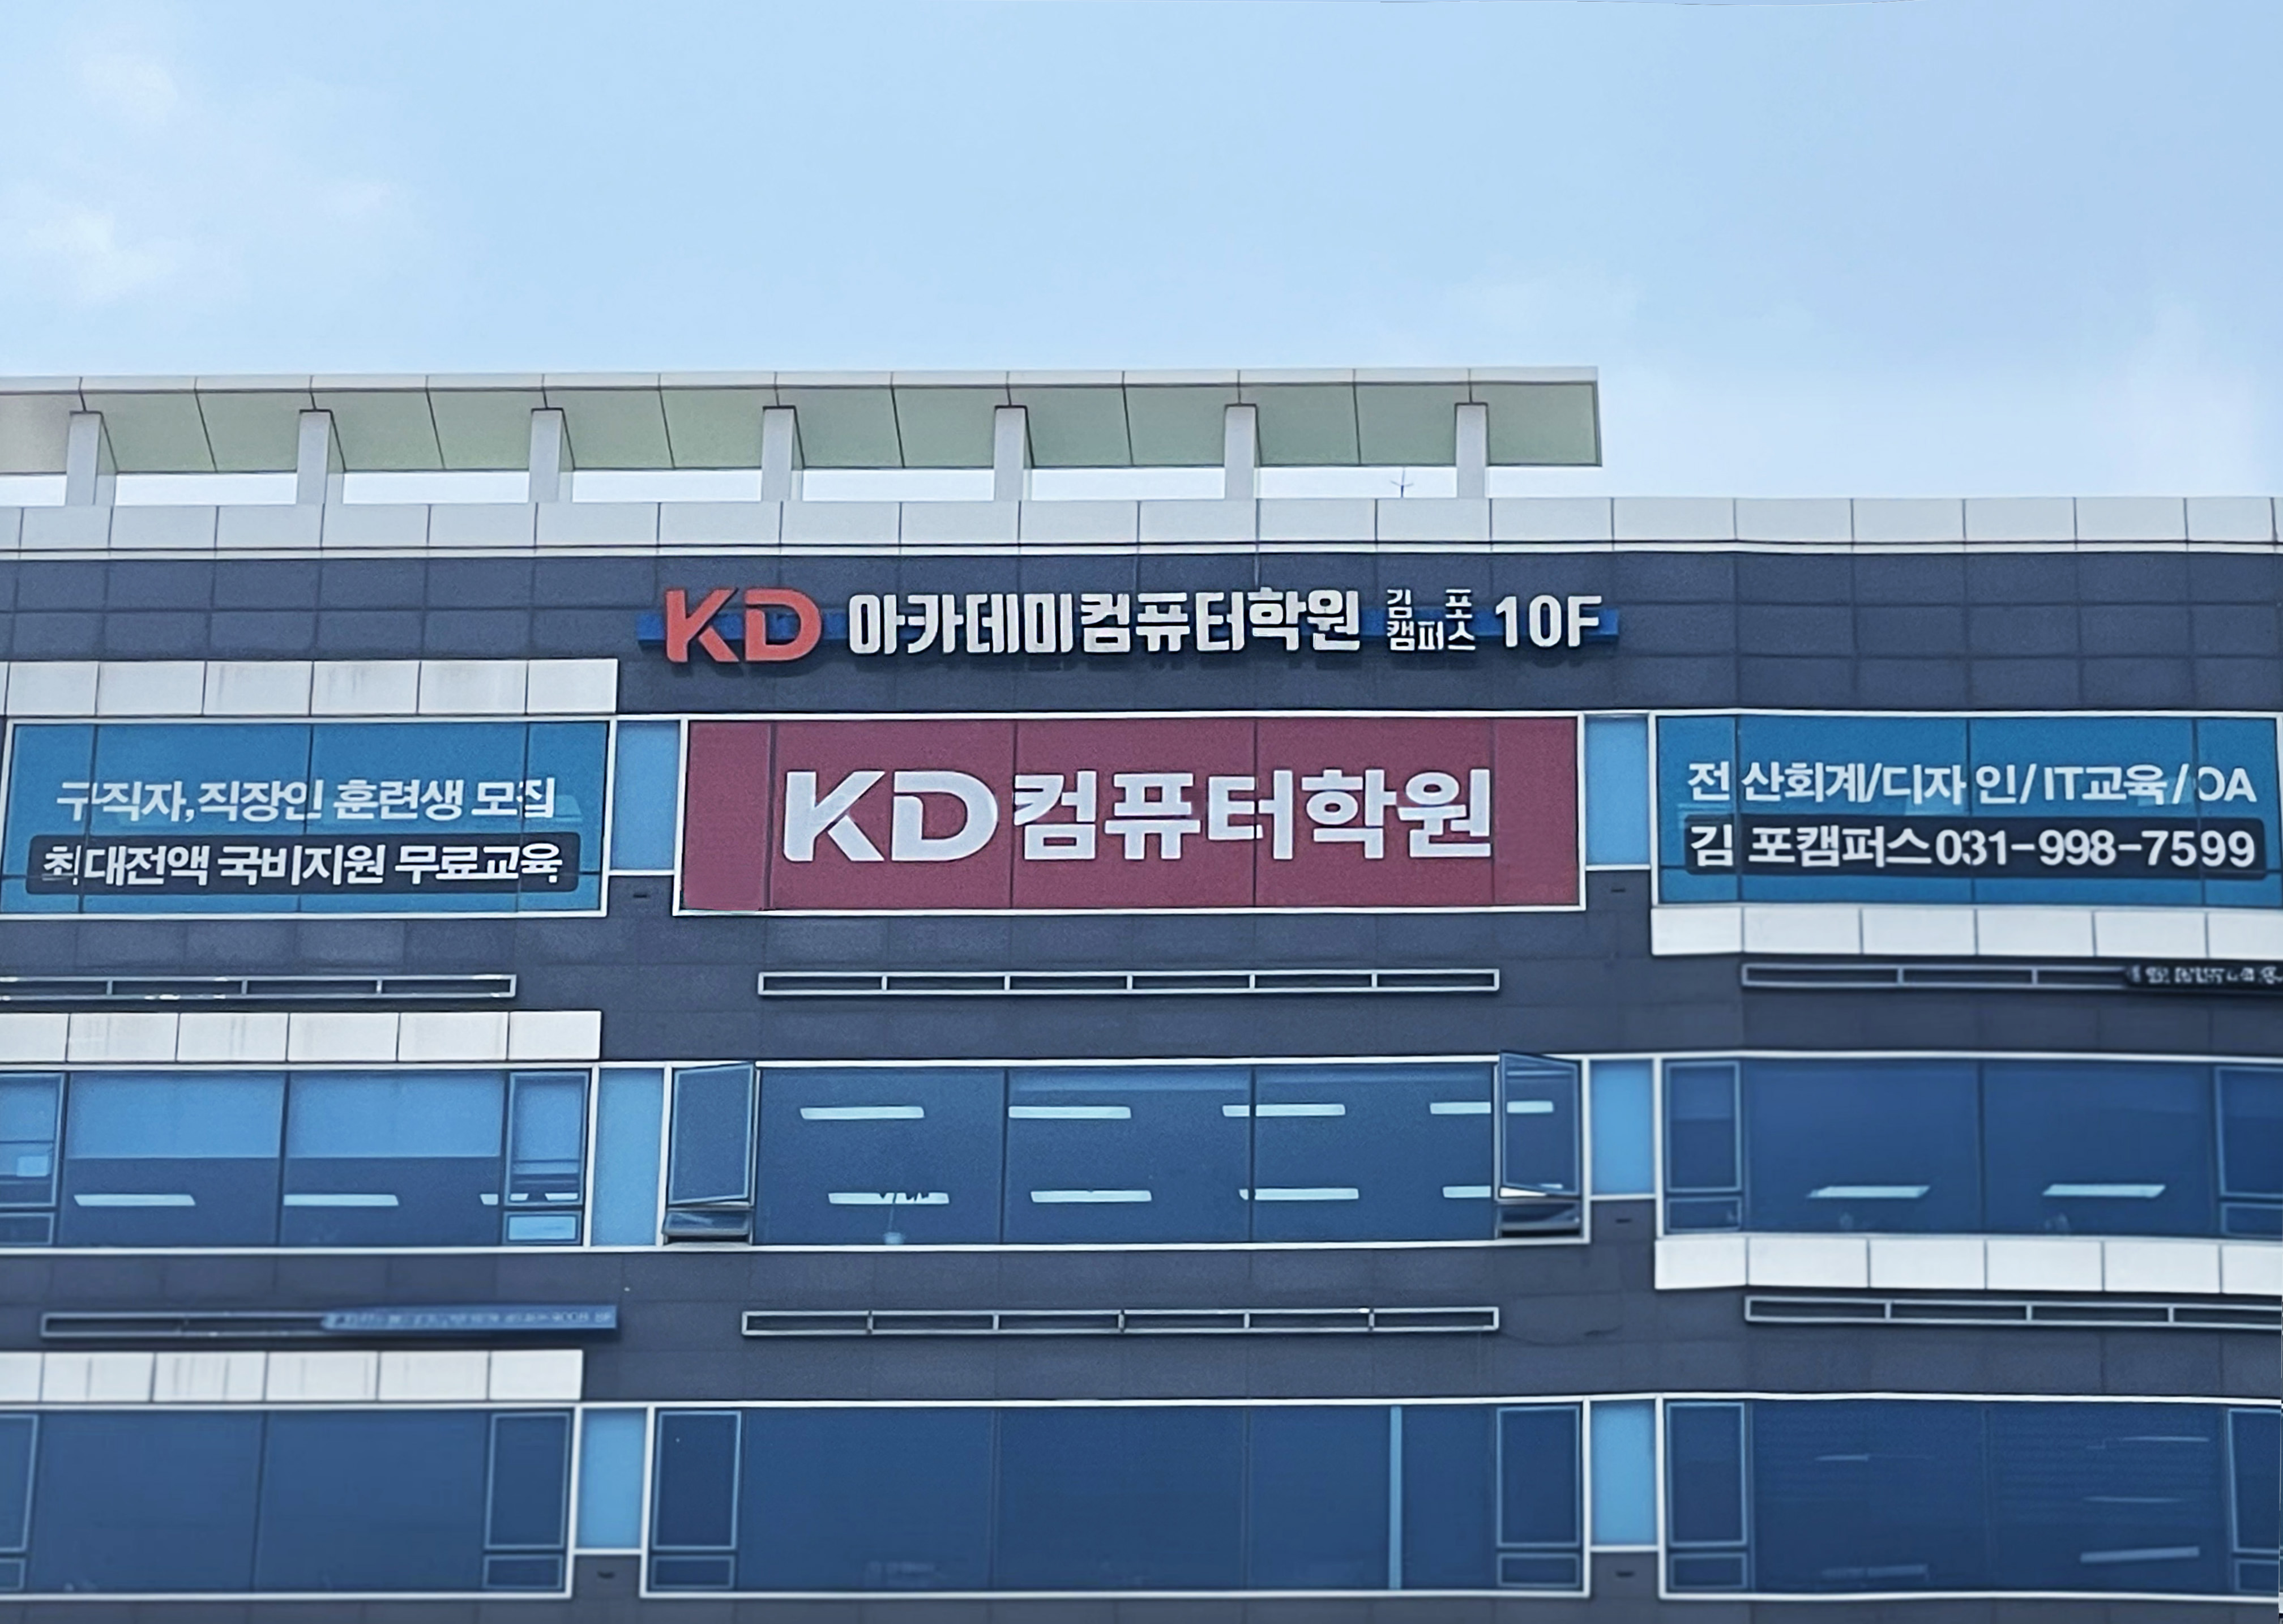 KD 아카데미컴퓨터학원 김포캠퍼스 10F
구직자,직장인 훈련생 모집
최대전액 국비지원 무료교육
KD컴퓨터학원
전산회계/디자인/IT교육/OA
김포캠퍼스031-998-7599